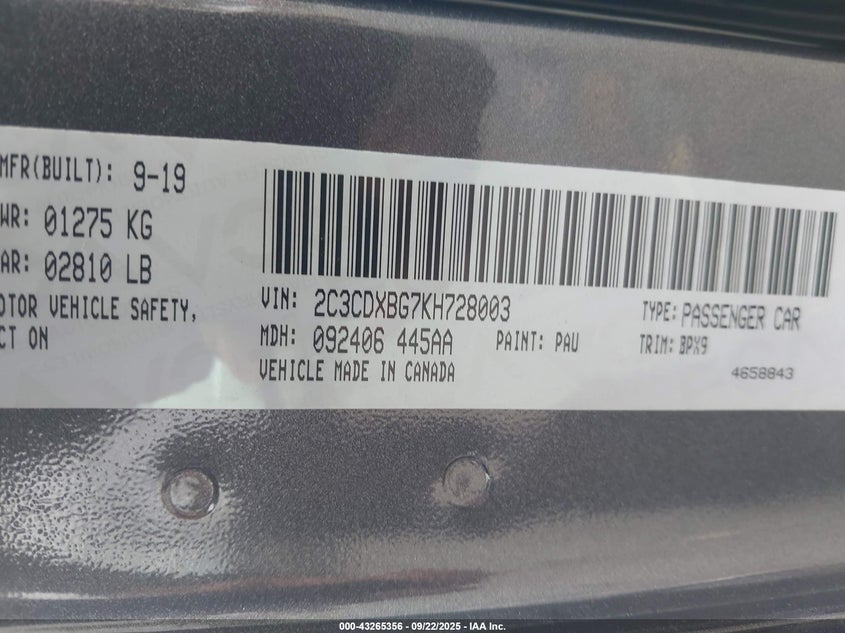 MFR(BUILT): 9-19
WR: 01275 KG
AR: 02810 LB
OTOR VEHICLE SAFETY,
CT ON
VIN: 2C3CDXBG7KH728003 TYPE: PASSENGER CAR
MDH: 092406 445AA PAINT: PAU TRIM: BPX9
VEHICLE MADE IN CANADA 4658843
000-43265356 - 09/22/2025 - IAA Inc.